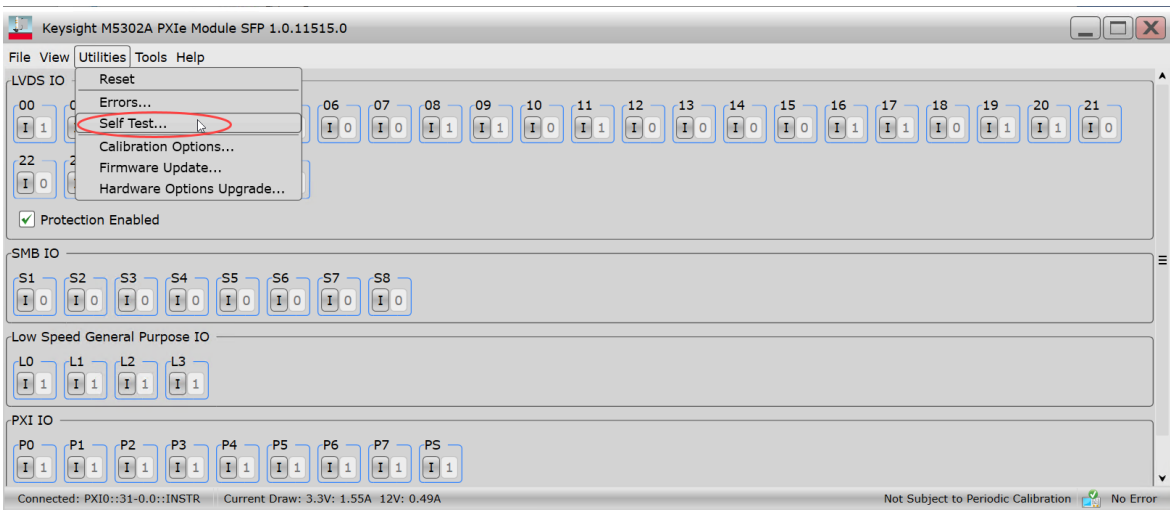 Keysight M5302A PXIe Module SFP 1.0.11515.0
File View Utilities Tools Help
LVDS IO
Reset
Errors...
Self Test...
Calibration Options...
Firmware Update...
Hardware Options Upgrade...
00 06 07 08 09 10 11 12 13 14 15 16 17 18 19 20 21
I 1 I 0 I 0 I 1 I 1 I 0 I 1 I 0 I 0 I 0 I 0 I 1 I 1 I 0 I 1 I 1 I 0
22
I 0
Protection Enabled
SMB IO
S1 S2 S3 S4 S5 S6 S7 S8
I 0 I 0 I 0 I 0 I 0 I 0 I 0 I 0
Low Speed General Purpose IO
L0 L1 L2 L3
I 1 I 1 I 1 I 1
PXI IO
P0 P1 P2 P3 P4 P5 P6 P7 PS
I 1 I 1 I 1 I 1 I 1 I 1 I 1 I 1 I 1
Connected: PXI0::31-0.0::INSTR Current Draw: 3.3V: 1.55A 12V: 0.49A Not Subject to Periodic Calibration No Error